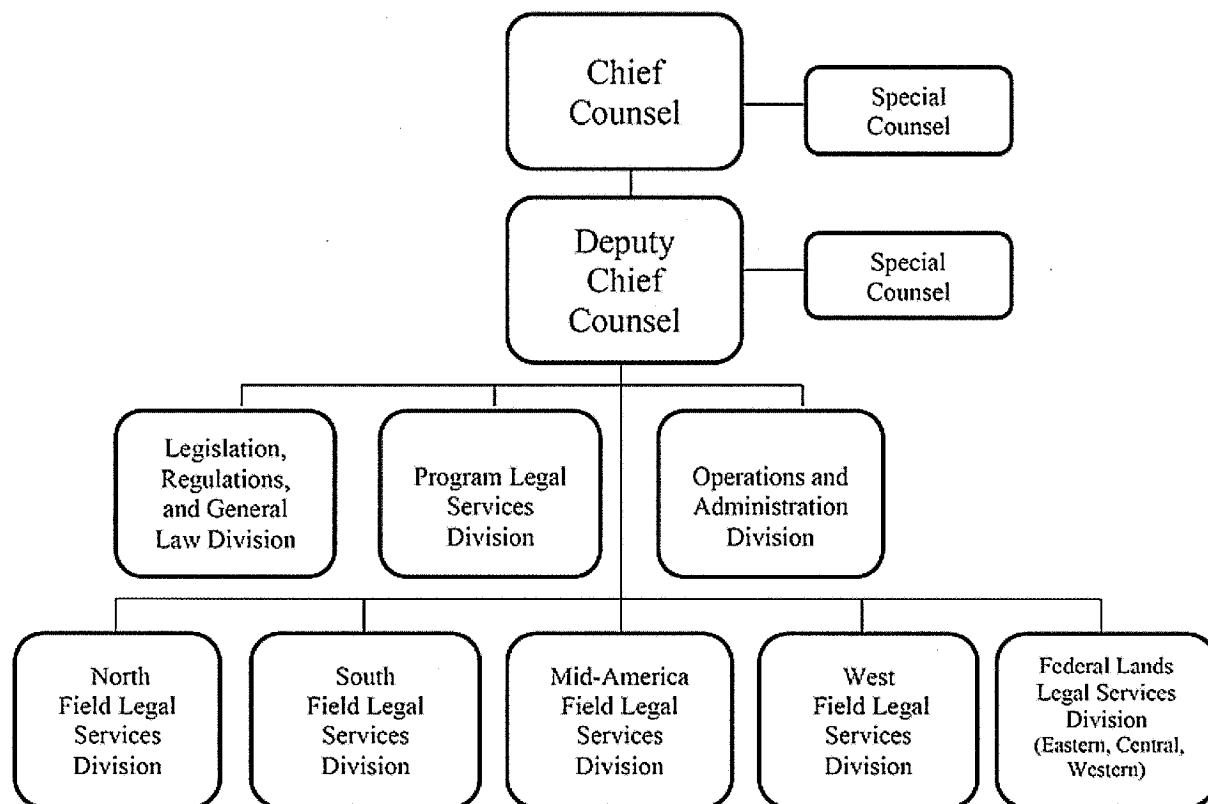 Chief
Counsel
Special
Counsel
Deputy
Chief
Counsel
Special
Counsel
Legislation,
Regulations,
and General
Law Division
Program Legal
Services
Division
Operations and
Administration
Division
North
Field Legal
Services
Division
South
Field Legal
Services
Division
Mid-America
Field Legal
Services
Division
West
Field Legal
Services
Division
Federal Lands
Legal Services
Division
(Eastern, Central,
Western)